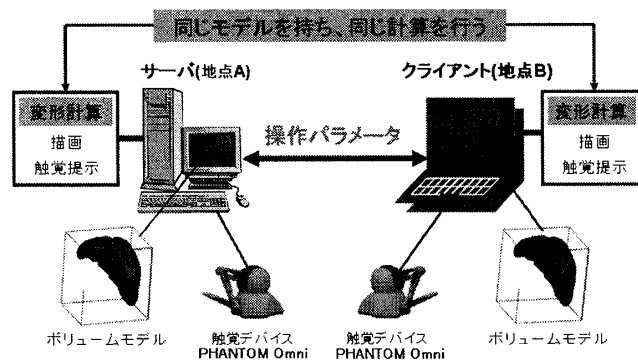 同じモデルを持ち、同じ計算を行う
サーバ(地点A)
クライアント(地点B)
変形計算
描画
触覚提示
操作パラメータ
変形計算
描画
触覚提示
ボリュームモデル
触覚デバイス
PHANTOM Omni
触覚デバイス
PHANTOM Omni
ボリュームモデル